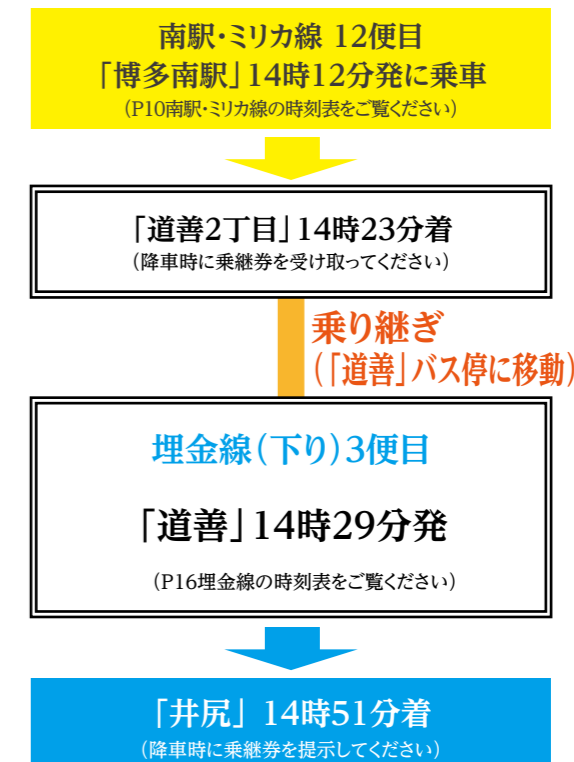 南駅・ミリカ線 12便目
「博多南駅」14時12分発に乗車
（P10南駅・ミリカ線の時刻表をご覧ください）
「道善2丁目」14時23分着
（降車時に乗継券を受け取ってください）
乗り継ぎ
（「道善」バス停に移動）
埋金線（下り）3便目
「道善」14時29分発
（P16埋金線の時刻表をご覧ください）
「井尻」 14時51分着
（降車時に乗継券を提示してください）